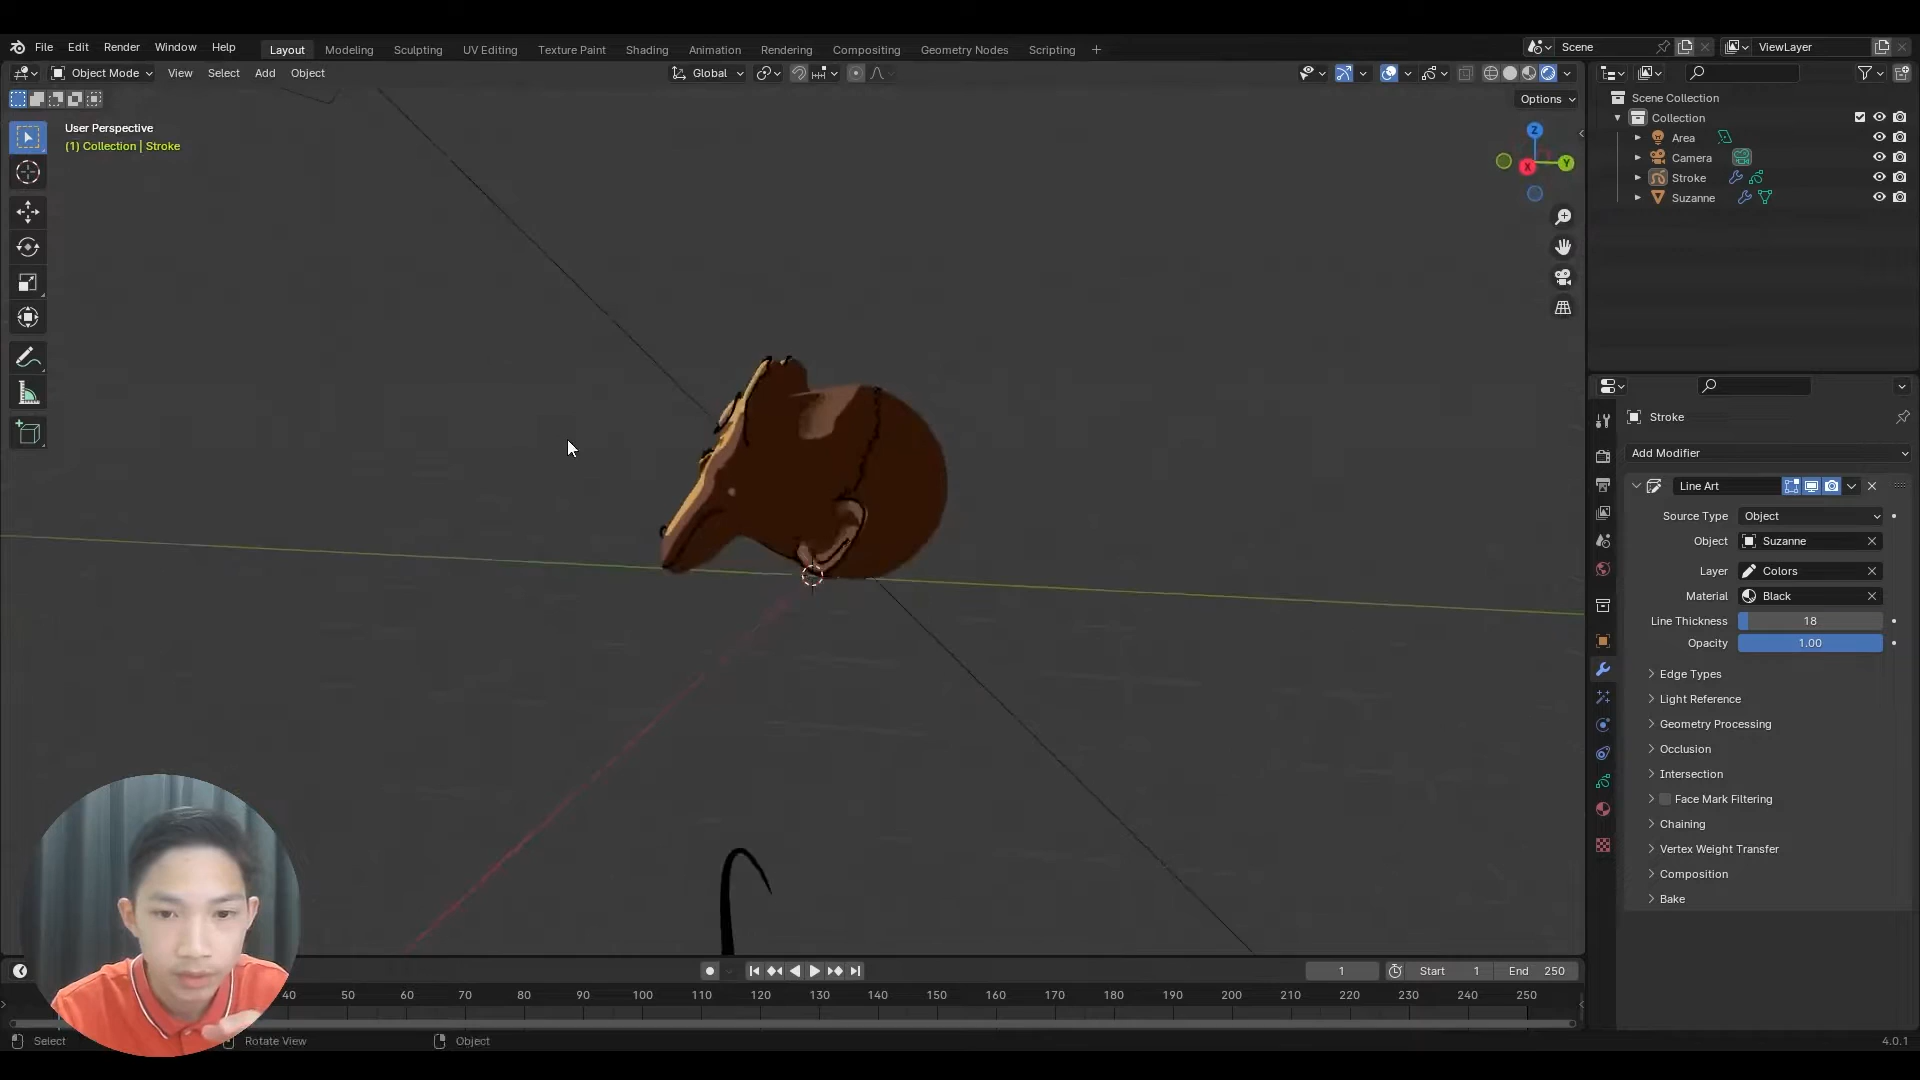 File Edit Render Window Help Layout Modeling Sculpting UV Editing Texture Paint Shading Animation Rendering Compositing Geometry Nodes Scripting + Scene ViewLayer
Object Mode View Select Add Object Global
Options
User Perspective
(1) Collection | Stroke
Z
Y
X
Scene Collection
Collection
Area
Camera
Stroke
Suzanne
Stroke
Add Modifier
Line Art
Source Type Object
Object Suzanne
Layer Colors
Material Black
Line Thickness 18
Opacity 1.00
Edge Types
Light Reference
Geometry Processing
Occlusion
Intersection
Face Mark Filtering
Chaining
Vertex Weight Transfer
Composition
Bake
1 Start 1 End 250
40 50 60 70 80 90 100 110 120 130 140 150 160 170 180 190 200 210 220 230 240 250
Select Rotate View Object 4.0.1